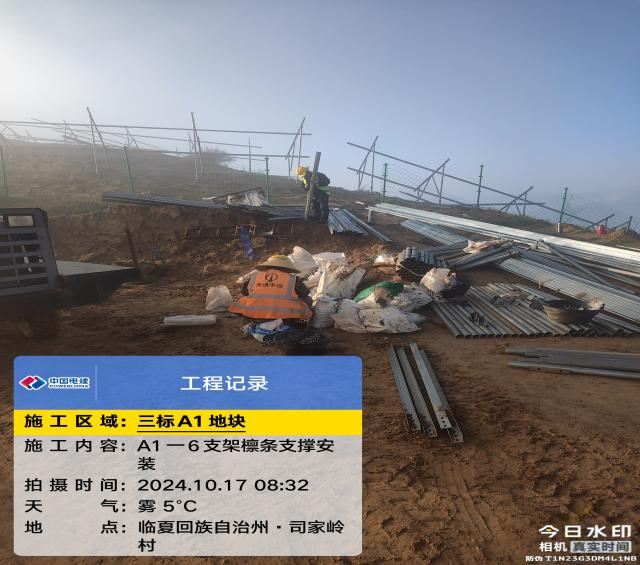 中国电建
POWERCHINA
工程记录
施工区域：三标A1地块
施工内容：A1一6支架檩条支撑安
装
拍摄时间：2024.10.17 08:32
天气：雾 5°C
地点：临夏回族自治州·司家岭
村
今日水印
相机 真实时间
防伪 T1N23G3DM4L1NB